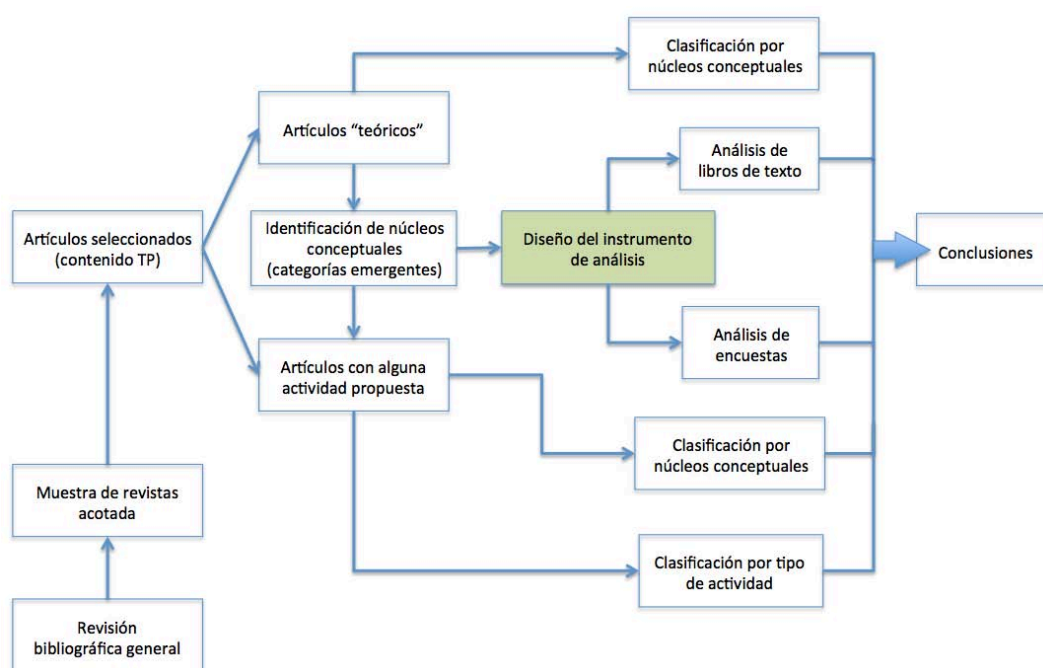 Clasificación por
núcleos conceptuales
Artículos “teóricos”
Análisis de
libros de texto
Artículos seleccionados
(contenido TP)
Identificación de núcleos
conceptuales
(categorías emergentes)
Diseño del instrumento
de análisis
Conclusiones
Análisis de
encuestas
Artículos con alguna
actividad propuesta
Clasificación por
núcleos conceptuales
Muestra de revistas
acotada
Clasificación por tipo
de actividad
Revisión
bibliográfica general